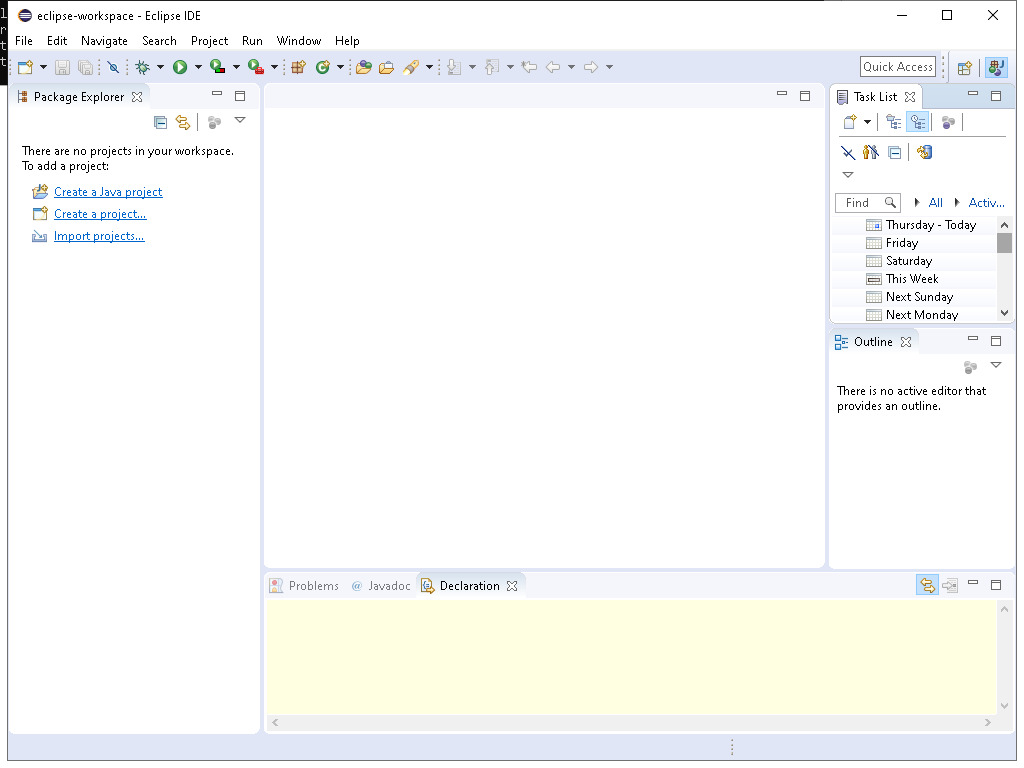 eclipse-workspace - Eclipse IDE
File Edit Navigate Search Project Run Window Help
Quick Access
Package Explorer
There are no projects in your workspace.
To add a project:
Create a Java project
Create a project...
Import projects...
Task List
Find All Activ...
Thursday - Today
Friday
Saturday
This Week
Next Sunday
Next Monday
Outline
There is no active editor that
provides an outline.
Problems @ Javadoc Declaration